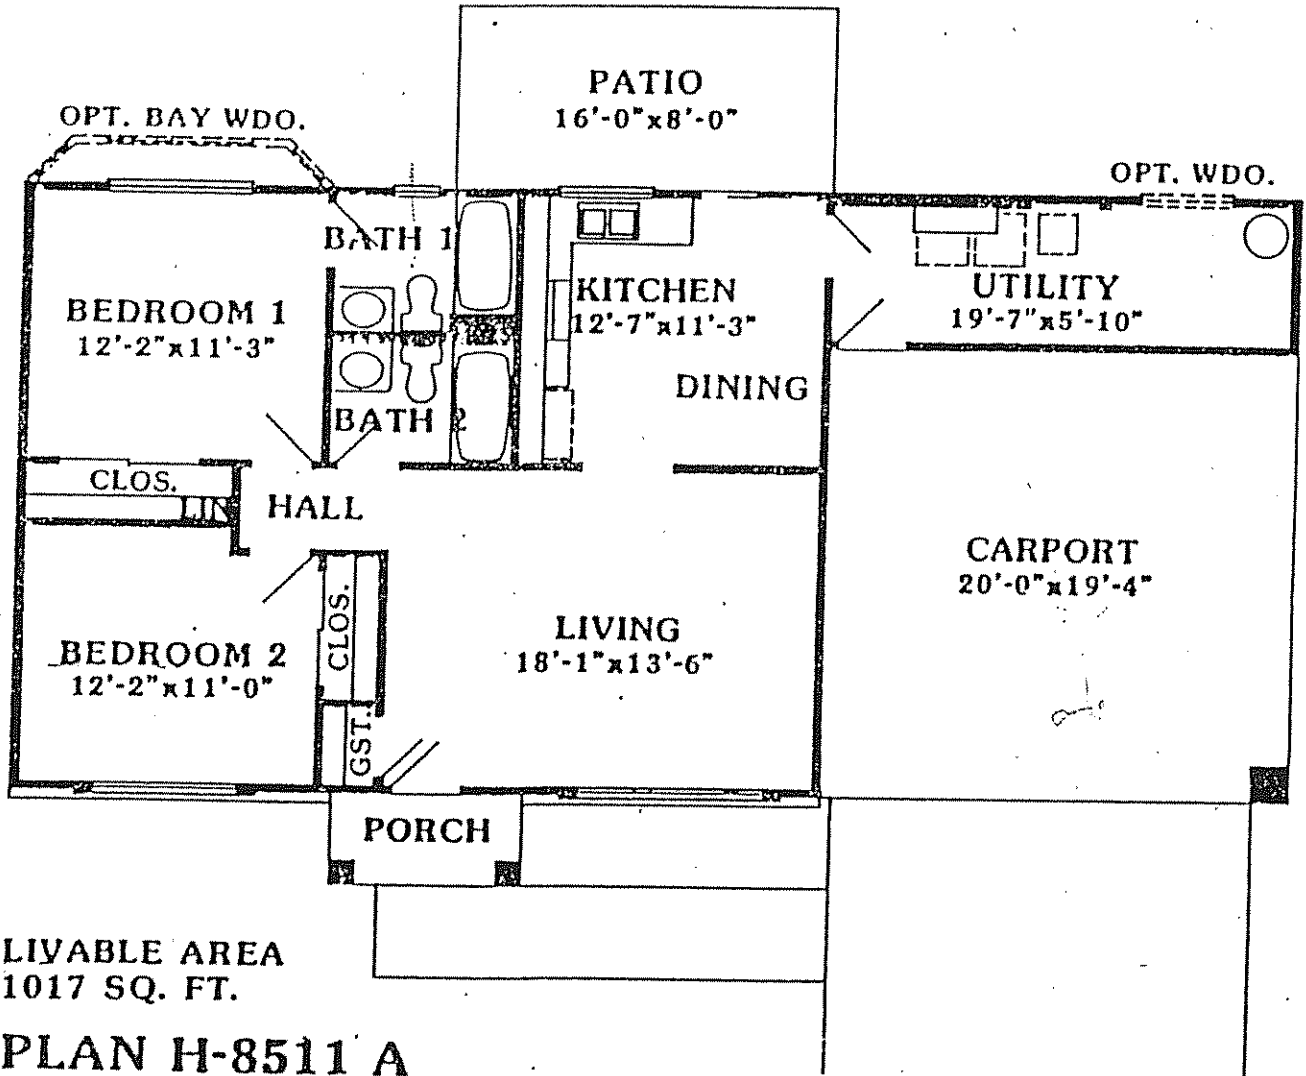 PATIO
16'-0"x8'-0"
OPT. BAY WDO.
OPT. WDO.
BATH 1
BEDROOM 1
12'-2"x11'-3"
KITCHEN
12'-7"x11'-3"
UTILITY
19'-7"x5'-10"
DINING
BATH 2
CLOS.
LIN
HALL
CARPORT
20'-0"x19'-4"
CLOS.
LIVING
18'-1"x13'-6"
BEDROOM 2
12'-2"x11'-0"
GST.
PORCH
LIVABLE AREA
1017 SQ. FT.
PLAN H-8511 A